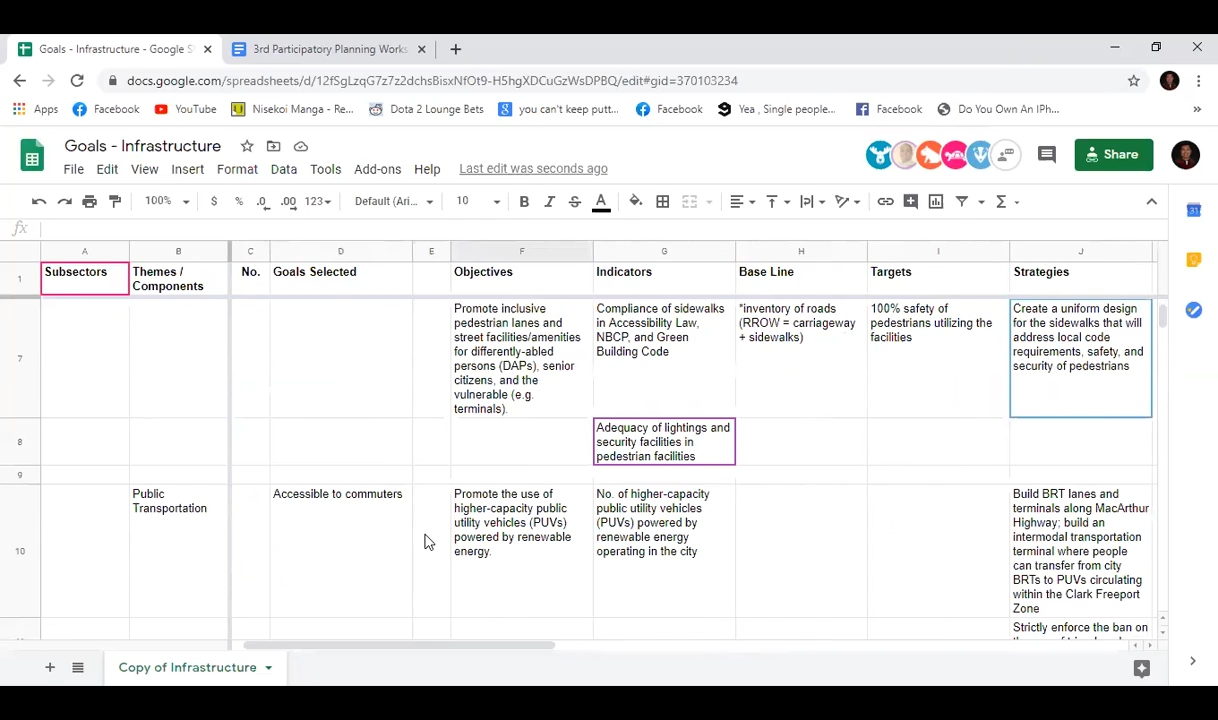 Goals - Infrastructure - Google S
3rd Participatory Planning Works
docs.google.com/spreadsheets/d/12fSgLzqG7z7z2dchsBisxNfOt9-H5hgXDCuGzWsDPBQ/edit#gid=370103234
Apps
Facebook
YouTube
Nisekoi Manga - Re...
Dota 2 Lounge Bets
you can't keep putt...
Facebook
Yea , Single people...
Facebook
Do You Own An IPh...
»
Goals - Infrastructure
Share
File
Edit
View
Insert
Format
Data
Tools
Add-ons
Help
Last edit was seconds ago
100%
$
%
.0
.00
123
Default (Ari...
10
B
I
S
A
Σ
fx
31
A
B
C
D
E
F
G
H
I
J
1
Subsectors
Themes /
Components
No.
Goals Selected
Objectives
Indicators
Base Line
Targets
Strategies
7
Promote inclusive
pedestrian lanes and
street facilities/amenities
for differently-abled
persons (DAPs), senior
citizens, and the
vulnerable (e.g.
terminals).
Compliance of sidewalks
in Accessibility Law,
NBCP, and Green
Building Code
*inventory of roads
(RROW = carriageway
+ sidewalks)
100% safety of
pedestrians utilizing the
facilities
Create a uniform design
for the sidewalks that will
address local code
requirements, safety, and
security of pedestrians
8
Adequacy of lightings and
security facilities in
pedestrian facilities
9
10
Public
Transportation
Accessible to commuters
Promote the use of
higher-capacity public
utility vehicles (PUVs)
powered by renewable
energy.
No. of higher-capacity
public utility vehicles
(PUVs) powered by
renewable energy
operating in the city
Build BRT lanes and
terminals along MacArthur
Highway; build an
intermodal transportation
terminal where people
can transfer from city
BRTs to PUVs circulating
within the Clark Freeport
Zone
Strictly enforce the ban on
Copy of Infrastructure